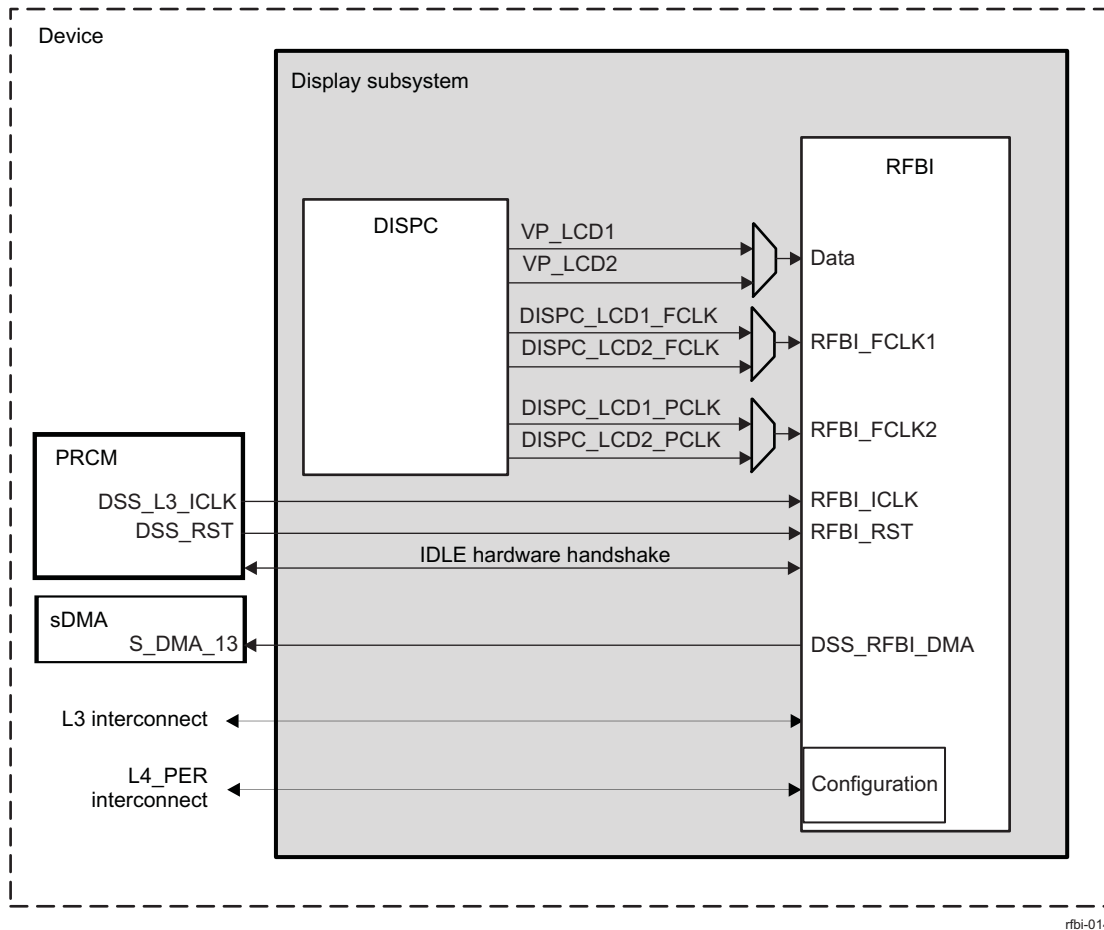 Device
Display subsystem
RFBI
DISPC
VP_LCD1
VP_LCD2
Data
DISPC_LCD1_FCLK
DISPC_LCD2_FCLK
RFBI_FCLK1
DISPC_LCD1_PCLK
DISPC_LCD2_PCLK
RFBI_FCLK2
PRCM
DSS_L3_ICLK
RFBI_ICLK
DSS_RST
RFBI_RST
IDLE hardware handshake
sDMA
S_DMA_13
DSS_RFBI_DMA
L3 interconnect
L4_PER
interconnect
Configuration